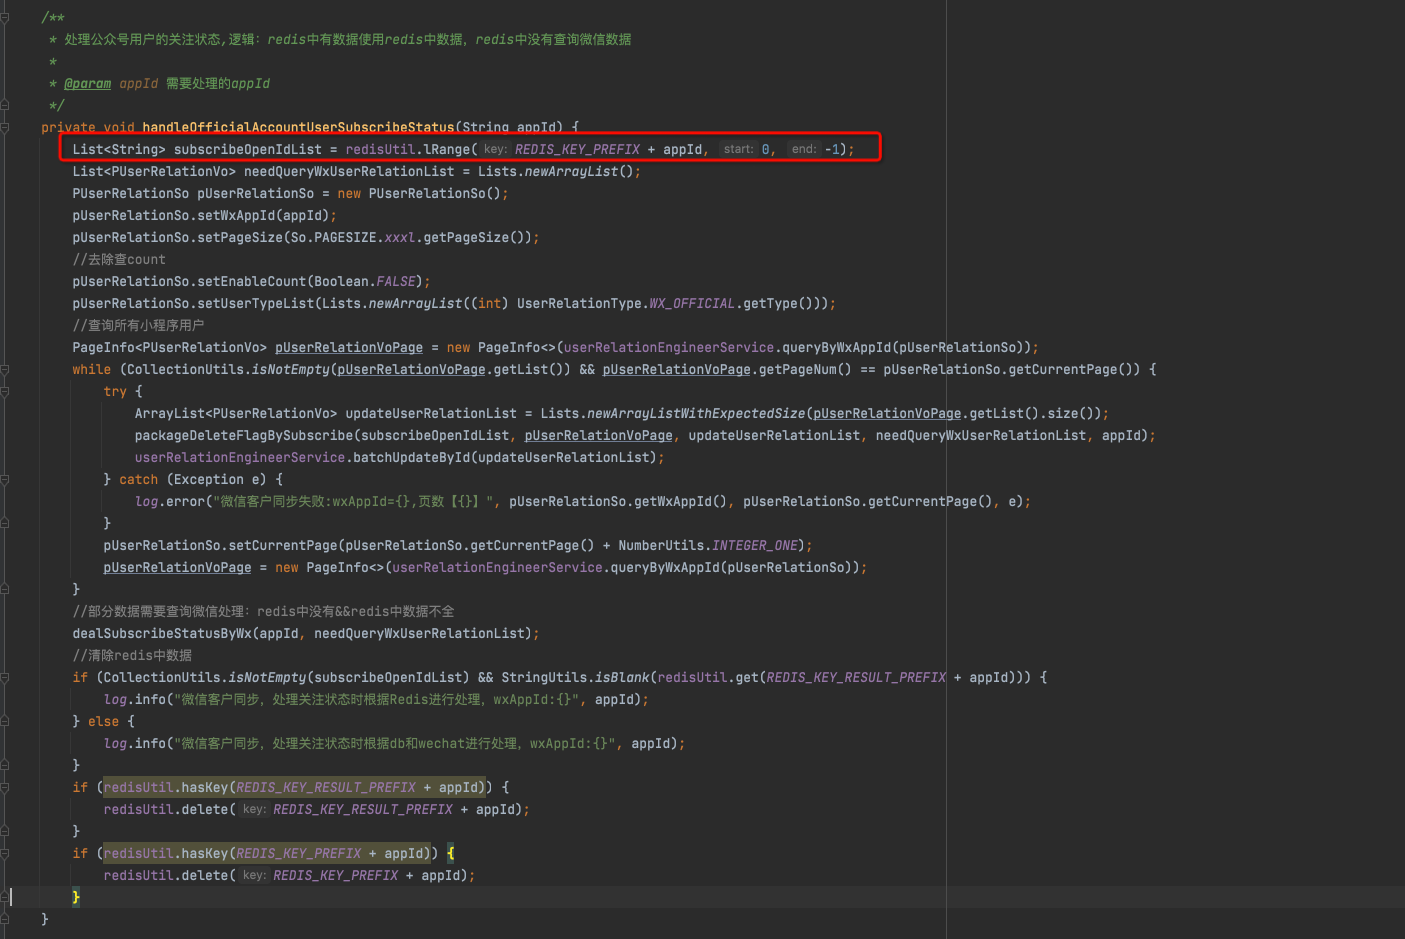 /**
* 处理公众号用户的关注状态,逻辑：redis中有数据使用redis中数据，redis中没有查询微信数据
*
* @param appId 需要处理的appId
*/
private void handleOfficialAccountUserSubscribeStatus(String appId) {
List<String> subscribeOpenIdList = redisUtil.lRange( key: REDIS_KEY_PREFIX + appId, start: 0, end: -1);
List<PUserRelationVo> needQueryWxUserRelationList = Lists.newArrayList();
PUserRelationSo pUserRelationSo = new PUserRelationSo();
pUserRelationSo.setWxAppId(appId);
pUserRelationSo.setPageSize(So.PAGESIZE.xxxl.getPageSize());
//去除查count
pUserRelationSo.setEnableCount(Boolean.FALSE);
pUserRelationSo.setUserTypeList(Lists.newArrayList((int) UserRelationType.WX_OFFICIAL.getType()));
//查询所有小程序用户
PageInfo<PUserRelationVo> pUserRelationVoPage = new PageInfo<>(userRelationEngineerService.queryByWxAppId(pUserRelationSo));
while (CollectionUtils.isNotEmpty(pUserRelationVoPage.getList()) && pUserRelationVoPage.getPageNum() == pUserRelationSo.getCurrentPage()) {
try {
ArrayList<PUserRelationVo> updateUserRelationList = Lists.newArrayListWithExpectedSize(pUserRelationVoPage.getList().size());
packageDeleteFlagBySubscribe(subscribeOpenIdList, pUserRelationVoPage, updateUserRelationList, needQueryWxUserRelationList, appId);
userRelationEngineerService.batchUpdateById(updateUserRelationList);
} catch (Exception e) {
log.error("微信客户同步失败:wxAppId={},页数【{}】", pUserRelationSo.getWxAppId(), pUserRelationSo.getCurrentPage(), e);
}
pUserRelationSo.setCurrentPage(pUserRelationSo.getCurrentPage() + NumberUtils.INTEGER_ONE);
pUserRelationVoPage = new PageInfo<>(userRelationEngineerService.queryByWxAppId(pUserRelationSo));
}
//部分数据需要查询微信处理：redis中没有&&redis中数据不全
dealSubscribeStatusByWx(appId, needQueryWxUserRelationList);
//清除redis中数据
if (CollectionUtils.isNotEmpty(subscribeOpenIdList) && StringUtils.isBlank(redisUtil.get(REDIS_KEY_RESULT_PREFIX + appId))) {
log.info("微信客户同步，处理关注状态时根据Redis进行处理，wxAppId:{}", appId);
} else {
log.info("微信客户同步，处理关注状态时根据db和wechat进行处理，wxAppId:{}", appId);
}
if (redisUtil.hasKey(REDIS_KEY_RESULT_PREFIX + appId)) {
redisUtil.delete( key: REDIS_KEY_RESULT_PREFIX + appId);
}
if (redisUtil.hasKey(REDIS_KEY_PREFIX + appId)) {
redisUtil.delete( key: REDIS_KEY_PREFIX + appId);
}
}